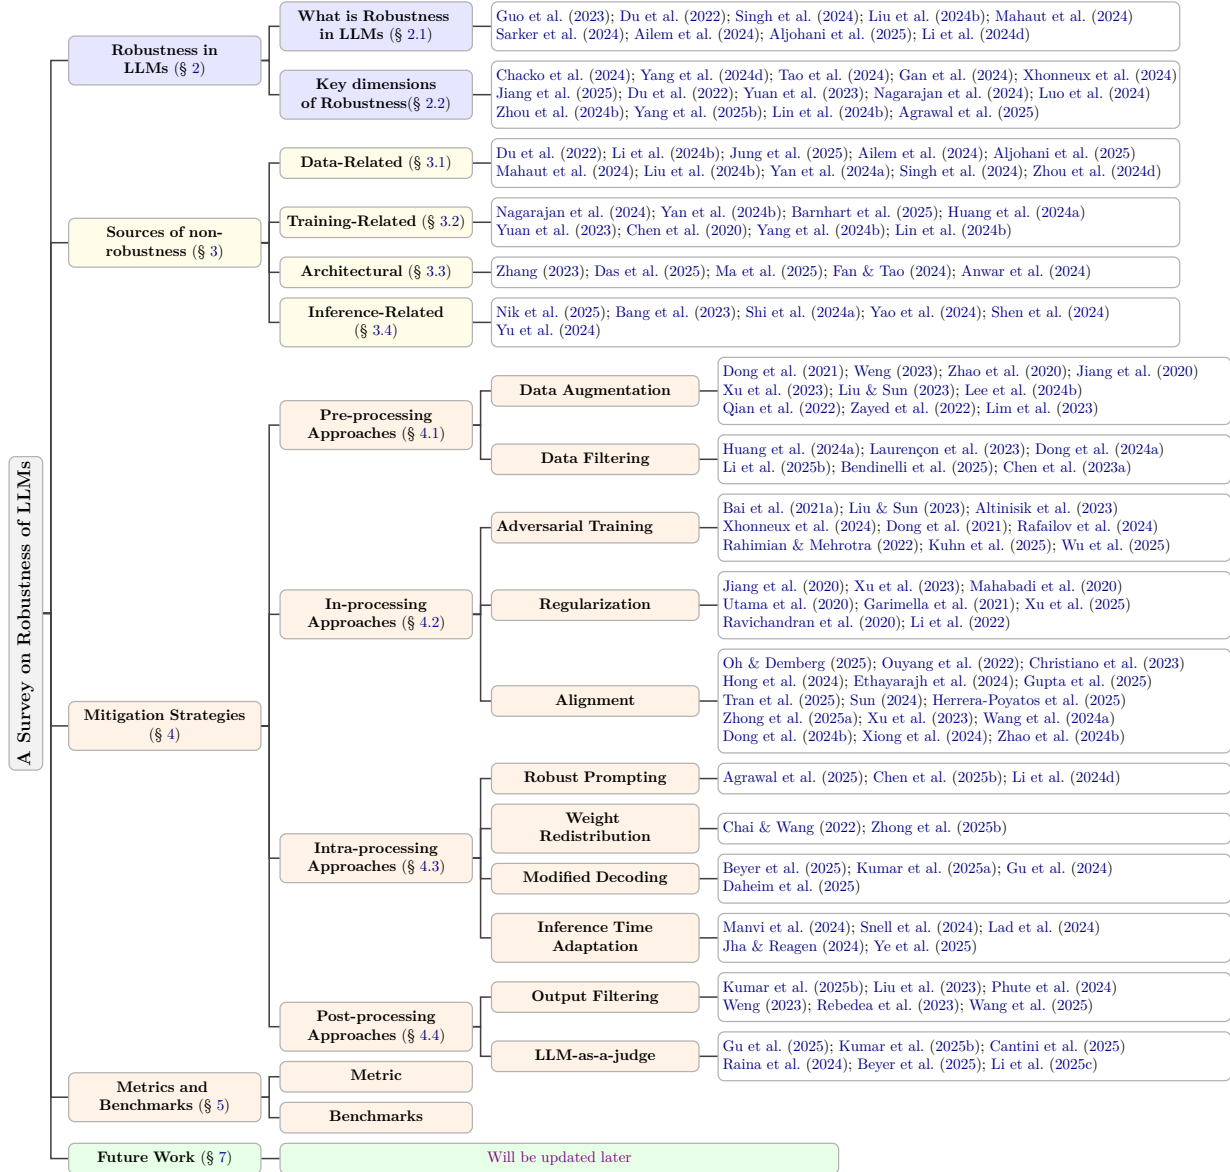 A Survey on Robustness of LLMs
Robustness in
LLMs (§ 2)
What is Robustness
in LLMs (§ 2.1)
Guo et al. (2023); Du et al. (2022); Singh et al. (2024); Liu et al. (2024b); Mahaut et al. (2024)
Sarker et al. (2024); Ailem et al. (2024); Aljohani et al. (2025); Li et al. (2024d)
Key dimensions
of Robustness(§ 2.2)
Chacko et al. (2024); Yang et al. (2024d); Tao et al. (2024); Gan et al. (2024); Xhonneux et al. (2024)
Jiang et al. (2025); Du et al. (2022); Yuan et al. (2023); Nagarajan et al. (2024); Luo et al. (2024)
Zhou et al. (2024b); Yang et al. (2025b); Lin et al. (2024b); Agrawal et al. (2025)
Sources of non-
robustness (§ 3)
Data-Related (§ 3.1)
Du et al. (2022); Li et al. (2024b); Jung et al. (2025); Ailem et al. (2024); Aljohani et al. (2025)
Mahaut et al. (2024); Liu et al. (2024b); Yan et al. (2024a); Singh et al. (2024); Zhou et al. (2024d)
Training-Related (§ 3.2)
Nagarajan et al. (2024); Yan et al. (2024b); Barnhart et al. (2025); Huang et al. (2024a)
Yuan et al. (2023); Chen et al. (2020); Yang et al. (2024b); Lin et al. (2024b)
Architectural (§ 3.3)
Zhang (2023); Das et al. (2025); Ma et al. (2025); Fan & Tao (2024); Anwar et al. (2024)
Inference-Related
(§ 3.4)
Nik et al. (2025); Bang et al. (2023); Shi et al. (2024a); Yao et al. (2024); Shen et al. (2024)
Yu et al. (2024)
Mitigation Strategies
(§ 4)
Pre-processing
Approaches (§ 4.1)
Data Augmentation
Dong et al. (2021); Weng (2023); Zhao et al. (2020); Jiang et al. (2020)
Xu et al. (2023); Liu & Sun (2023); Lee et al. (2024b)
Qian et al. (2022); Zayed et al. (2022); Lim et al. (2023)
Data Filtering
Huang et al. (2024a); Laurençon et al. (2023); Dong et al. (2024a)
Li et al. (2025b); Bendinelli et al. (2025); Chen et al. (2023a)
In-processing
Approaches (§ 4.2)
Adversarial Training
Bai et al. (2021a); Liu & Sun (2023); Altinisik et al. (2023)
Xhonneux et al. (2024); Dong et al. (2021); Rafailov et al. (2024)
Rahimian & Mehrotra (2022); Kuhn et al. (2025); Wu et al. (2025)
Regularization
Jiang et al. (2020); Xu et al. (2023); Mahabadi et al. (2020)
Utama et al. (2020); Garimella et al. (2021); Xu et al. (2025)
Ravichandran et al. (2020); Li et al. (2022)
Alignment
Oh & Demberg (2025); Ouyang et al. (2022); Christiano et al. (2023)
Hong et al. (2024); Ethayarajh et al. (2024); Gupta et al. (2025)
Tran et al. (2025); Sun (2024); Herrera-Poyatos et al. (2025)
Zhong et al. (2025a); Xu et al. (2023); Wang et al. (2024a)
Dong et al. (2024b); Xiong et al. (2024); Zhao et al. (2024b)
Intra-processing
Approaches (§ 4.3)
Robust Prompting
Agrawal et al. (2025); Chen et al. (2025b); Li et al. (2024d)
Weight
Redistribution
Chai & Wang (2022); Zhong et al. (2025b)
Modified Decoding
Beyer et al. (2025); Kumar et al. (2025a); Gu et al. (2024)
Daheim et al. (2025)
Inference Time
Adaptation
Manvi et al. (2024); Snell et al. (2024); Lad et al. (2024)
Jha & Reagen (2024); Ye et al. (2025)
Post-processing
Approaches (§ 4.4)
Output Filtering
Kumar et al. (2025b); Liu et al. (2023); Phute et al. (2024)
Weng (2023); Rebedea et al. (2023); Wang et al. (2025)
LLM-as-a-judge
Gu et al. (2025); Kumar et al. (2025b); Cantini et al. (2025)
Raina et al. (2024); Beyer et al. (2025); Li et al. (2025c)
Metrics and
Benchmarks (§ 5)
Metric
Benchmarks
Future Work (§ 7)
Will be updated later